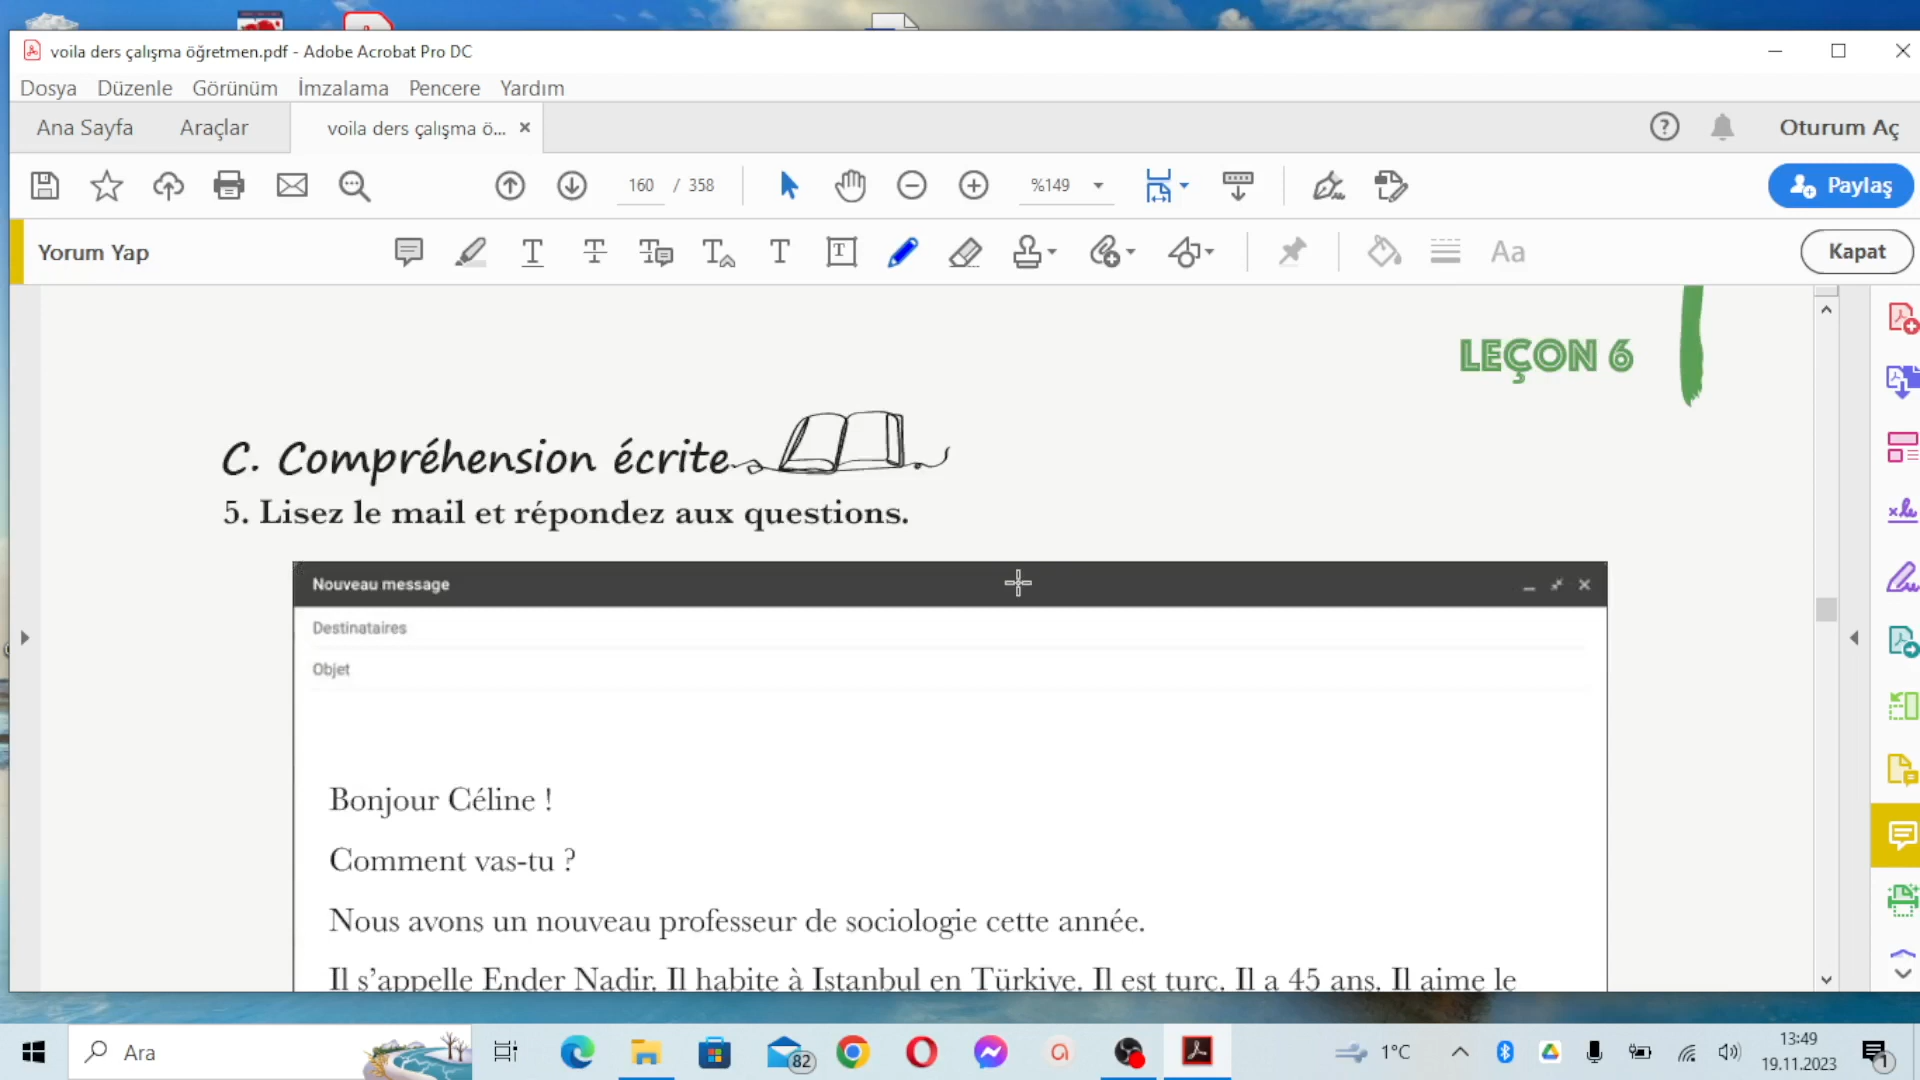 voila ders çalışma öğretmen.pdf - Adobe Acrobat Pro DC
Dosya Düzenle Görünüm İmzalama Pencere Yardım
Ana Sayfa Araçlar voila ders çalışma ö... Oturum Aç
160 / 358 %149 Paylaş
Yorum Yap Aa Kapat
LEÇON 6
C. Compréhension écrite
5. Lisez le mail et répondez aux questions.
Nouveau message
Destinataires
Objet
Bonjour Céline !
Comment vas-tu ?
Nous avons un nouveau professeur de sociologie cette année.
Il s’appelle Ender Nadir. Il habite à Istanbul en Türkiye. Il est turc. Il a 45 ans. Il aime le
Ara 82 1°C 13:49
19.11.2023 1